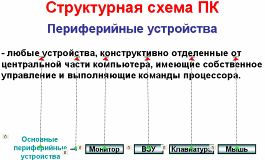 Структурная схема ПК
Периферийные устройства
- любые устройства, конструктивно отделенные от
центральной части компьютера, имеющие собственное
управление и выполняющие команды процессора.
Основные
периферийные
устройства
Монитор
ВЗУ
Клавиатура
Мышь